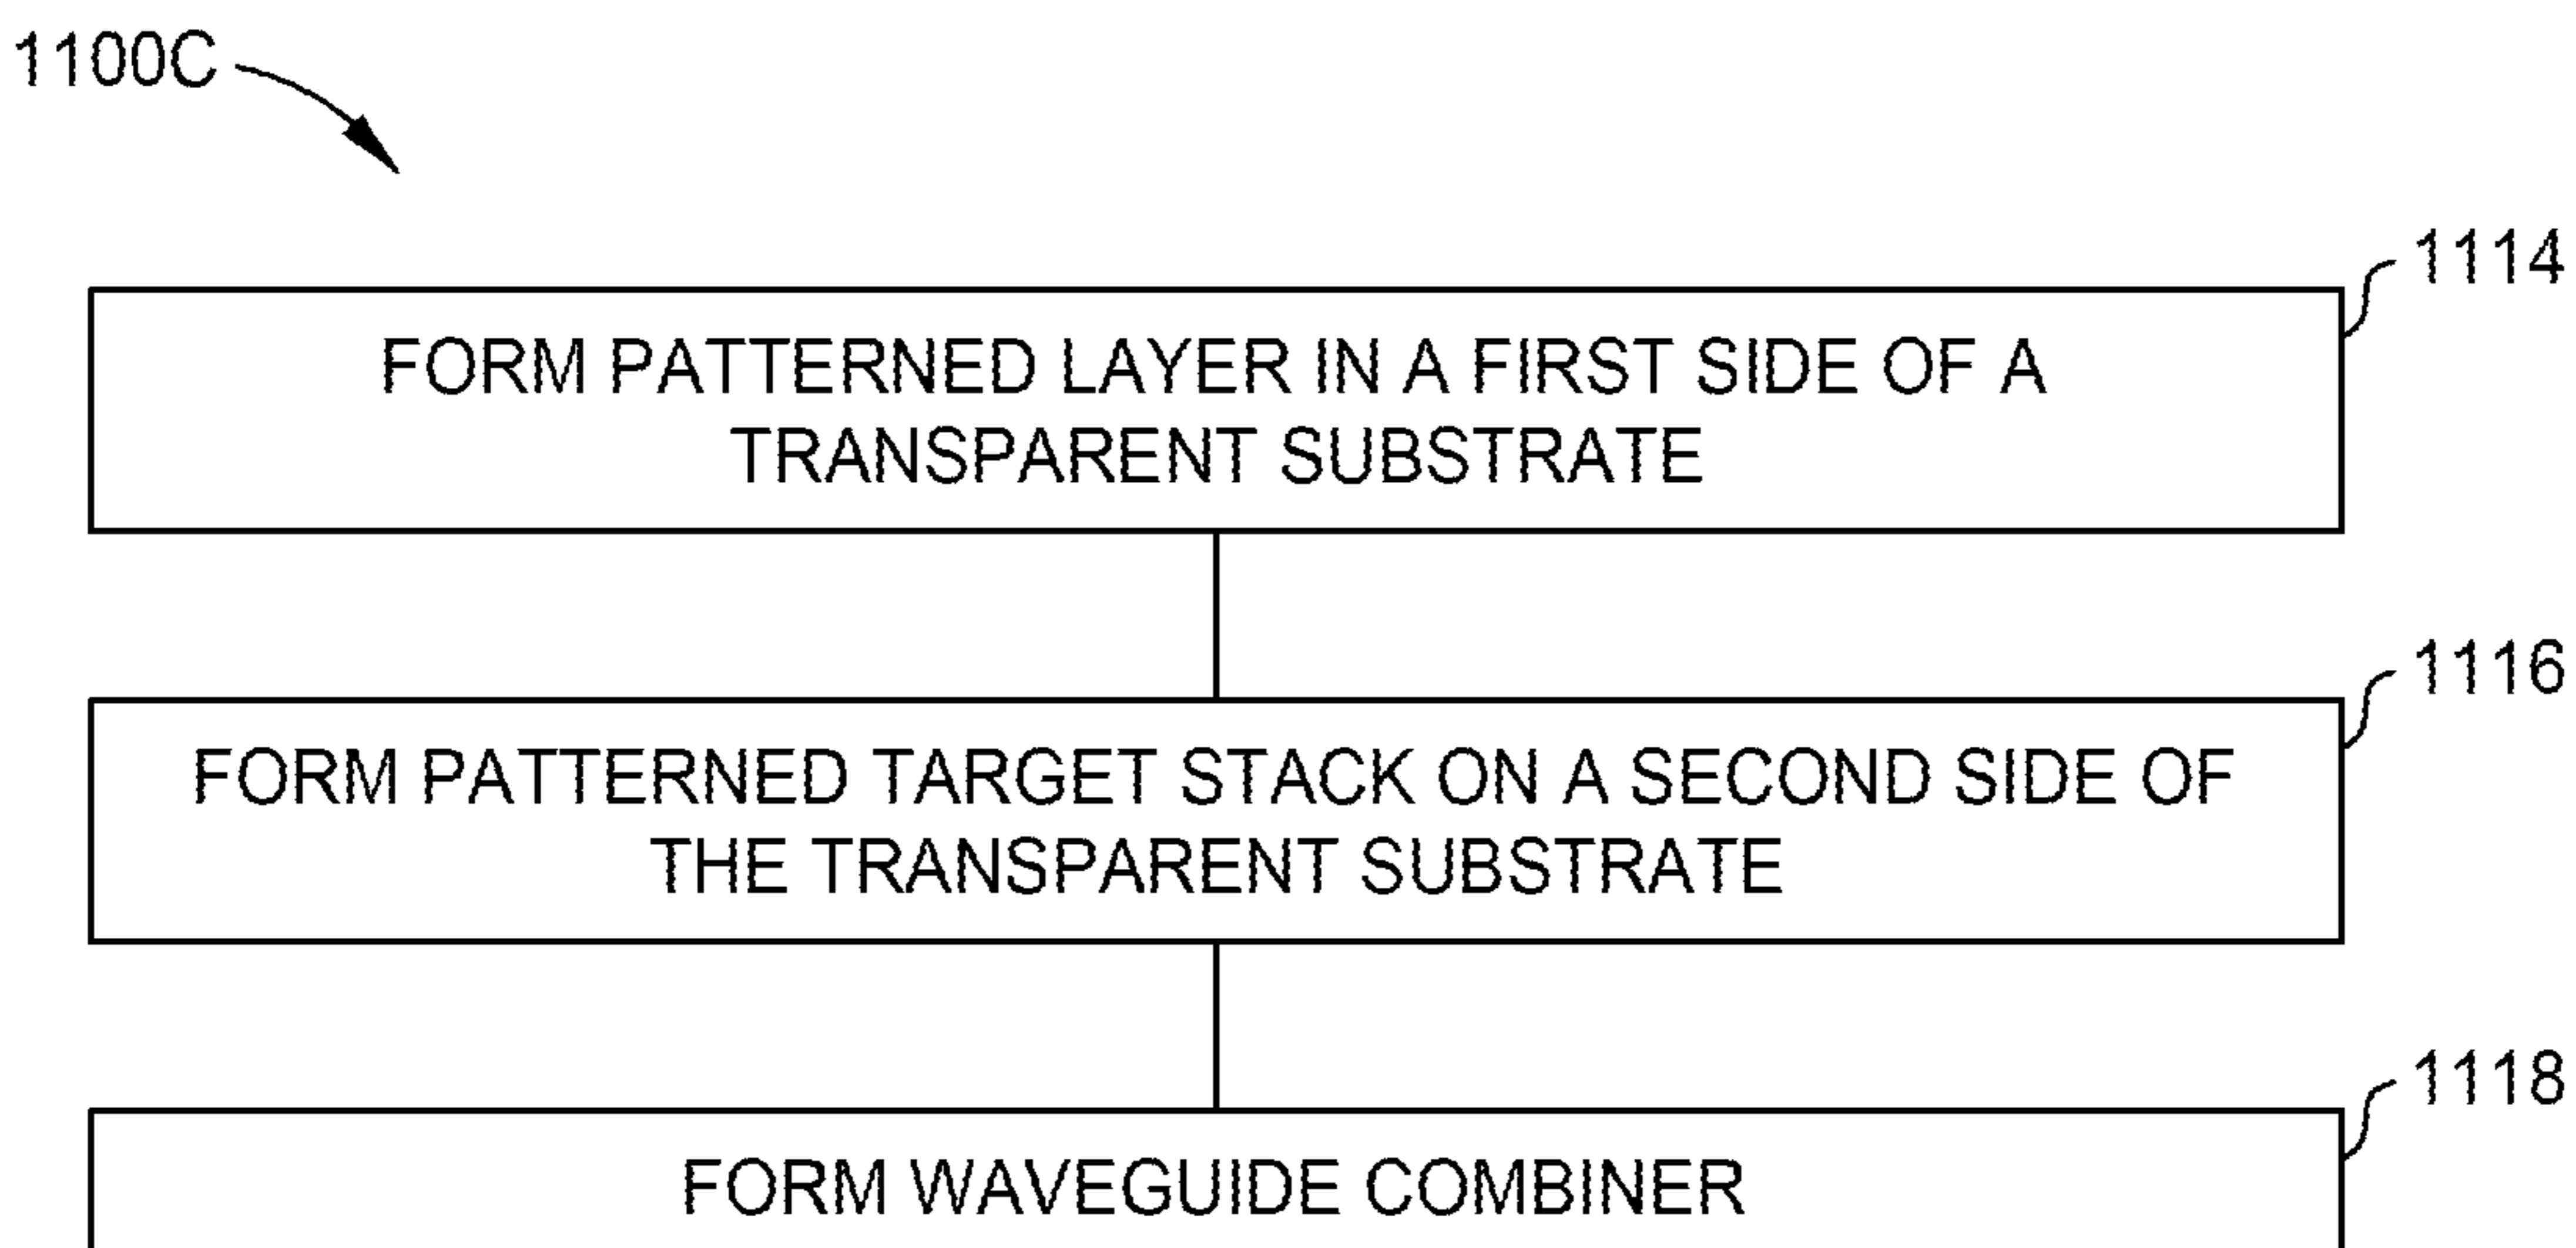 1100C
1114
FORM PATTERNED LAYER IN A FIRST SIDE OF A
TRANSPARENT SUBSTRATE
1116
FORM PATTERNED TARGET STACK ON A SECOND SIDE OF
THE TRANSPARENT SUBSTRATE
1118
FORM WAVEGUIDE COMBINER